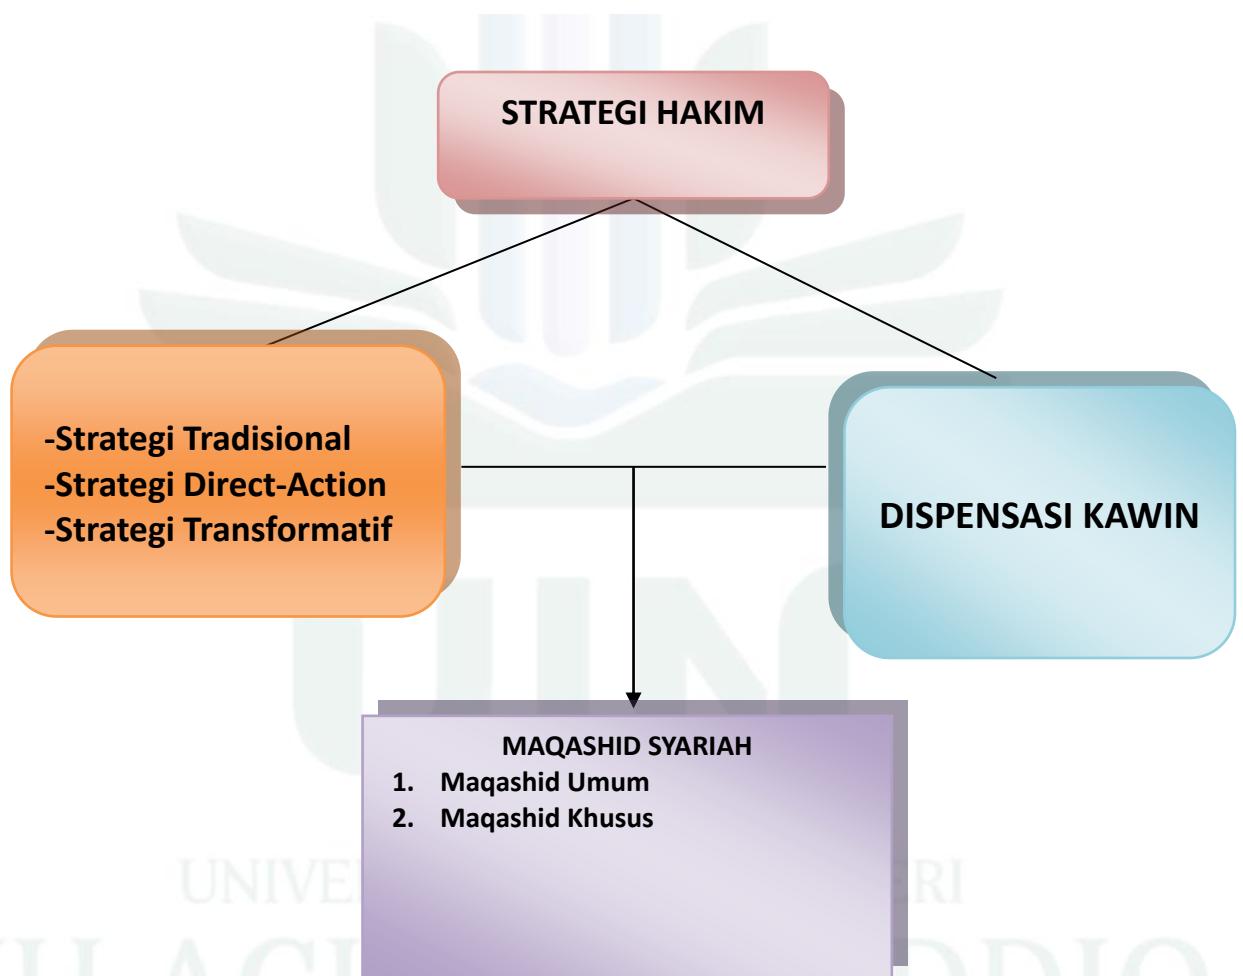 STRATEGI HAKIM
-Strategi Tradisional
-Strategi Direct-Action
-Strategi Transformatif
DISPENSASI KAWIN
MAQASHID SYARIAH
1. Maqashid Umum
2. Maqashid Khusus
UIN